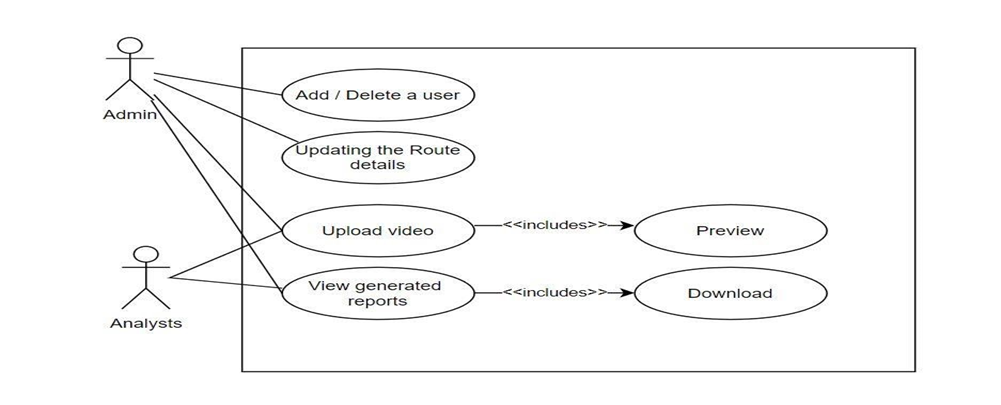 Add / Delete a user
Admin
Updating the Route
details
Upload video
<<includes>>
Preview
View generated
reports
<<includes>>
Download
Analysts